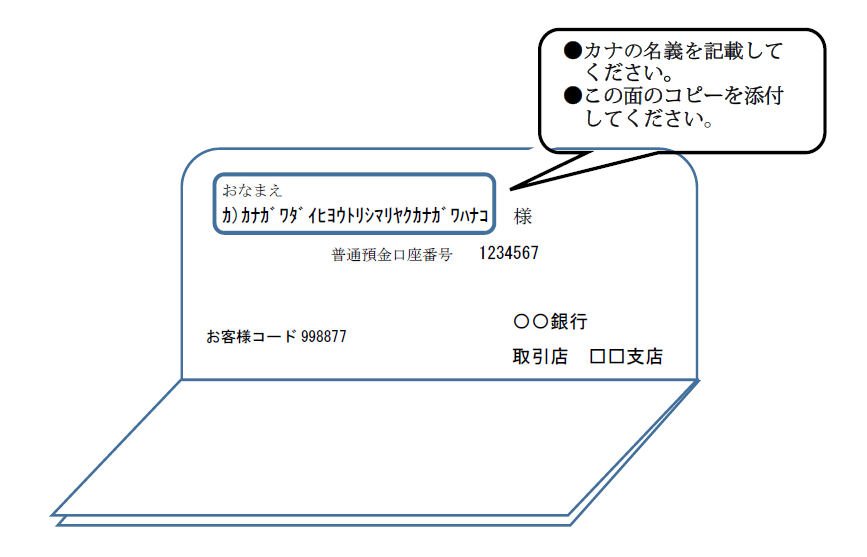 ●カナの名義を記載して
ください。
●この面のコピーを添付
してください。
おなまえ
カ)カナガワダイヒヨウトリシマリヤクカナガワハナコ 様
普通預金口座番号 1234567
〇〇銀行
お客様コード 998877
取引店 口口支店